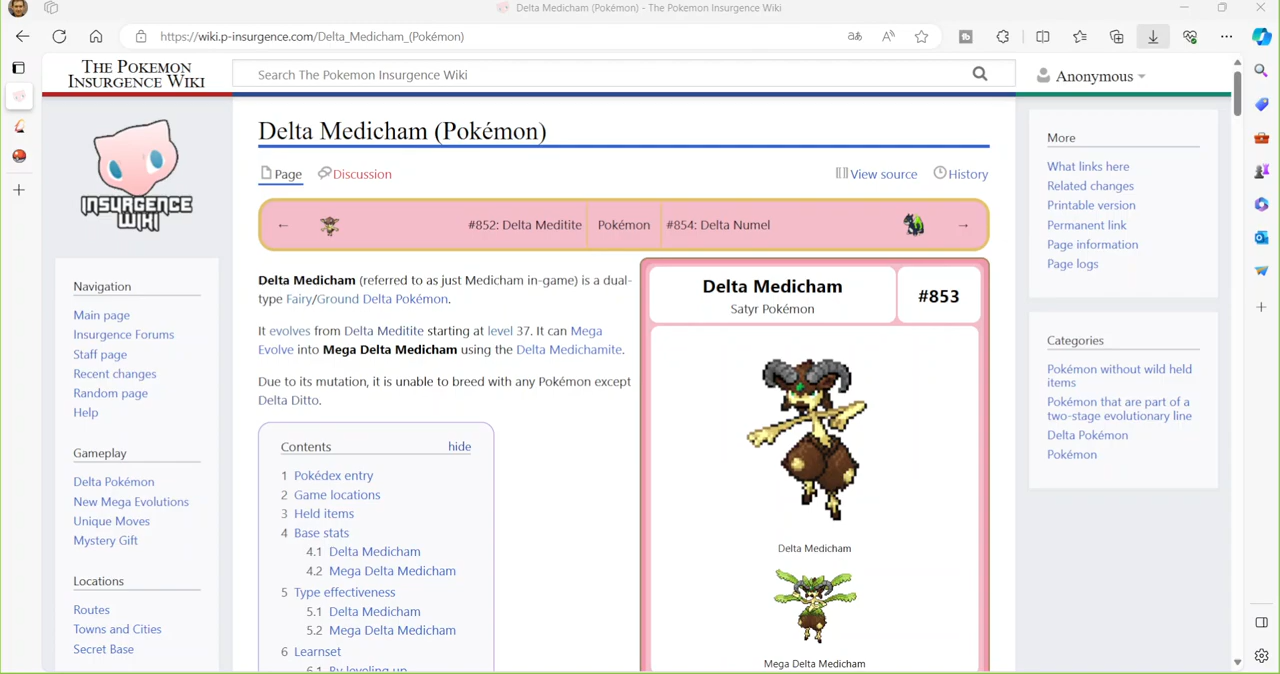 Delta Medicham (Pokémon) - The Pokemon Insurgence Wiki
https://wiki.p-insurgence.com/Delta_Medicham_(Pokémon)
THE POKEMON
INSURGENCE WIKI
Search The Pokemon Insurgence Wiki
Anonymous
INSURGENCE
WIKI
Delta Medicham (Pokémon)
Page
Discussion
View source
History
← #852: Delta Meditite Pokémon #854: Delta Numel →
Delta Medicham (referred to as just Medicham in-game) is a dual-
type Fairy/Ground Delta Pokémon.
It evolves from Delta Meditite starting at level 37. It can Mega
Evolve into Mega Delta Medicham using the Delta Medichamite.
Due to its mutation, it is unable to breed with any Pokémon except
Delta Ditto.
Contents hide
1 Pokédex entry
2 Game locations
3 Held items
4 Base stats
4.1 Delta Medicham
4.2 Mega Delta Medicham
5 Type effectiveness
5.1 Delta Medicham
5.2 Mega Delta Medicham
6 Learnset
6.1 By leveling up
Delta Medicham
Satyr Pokémon
#853
Delta Medicham
Mega Delta Medicham
Navigation
Main page
Insurgence Forums
Staff page
Recent changes
Random page
Help
Gameplay
Delta Pokémon
New Mega Evolutions
Unique Moves
Mystery Gift
Locations
Routes
Towns and Cities
Secret Base
More
What links here
Related changes
Printable version
Permanent link
Page information
Page logs
Categories
Pokémon without wild held
items
Pokémon that are part of a
two-stage evolutionary line
Delta Pokémon
Pokémon